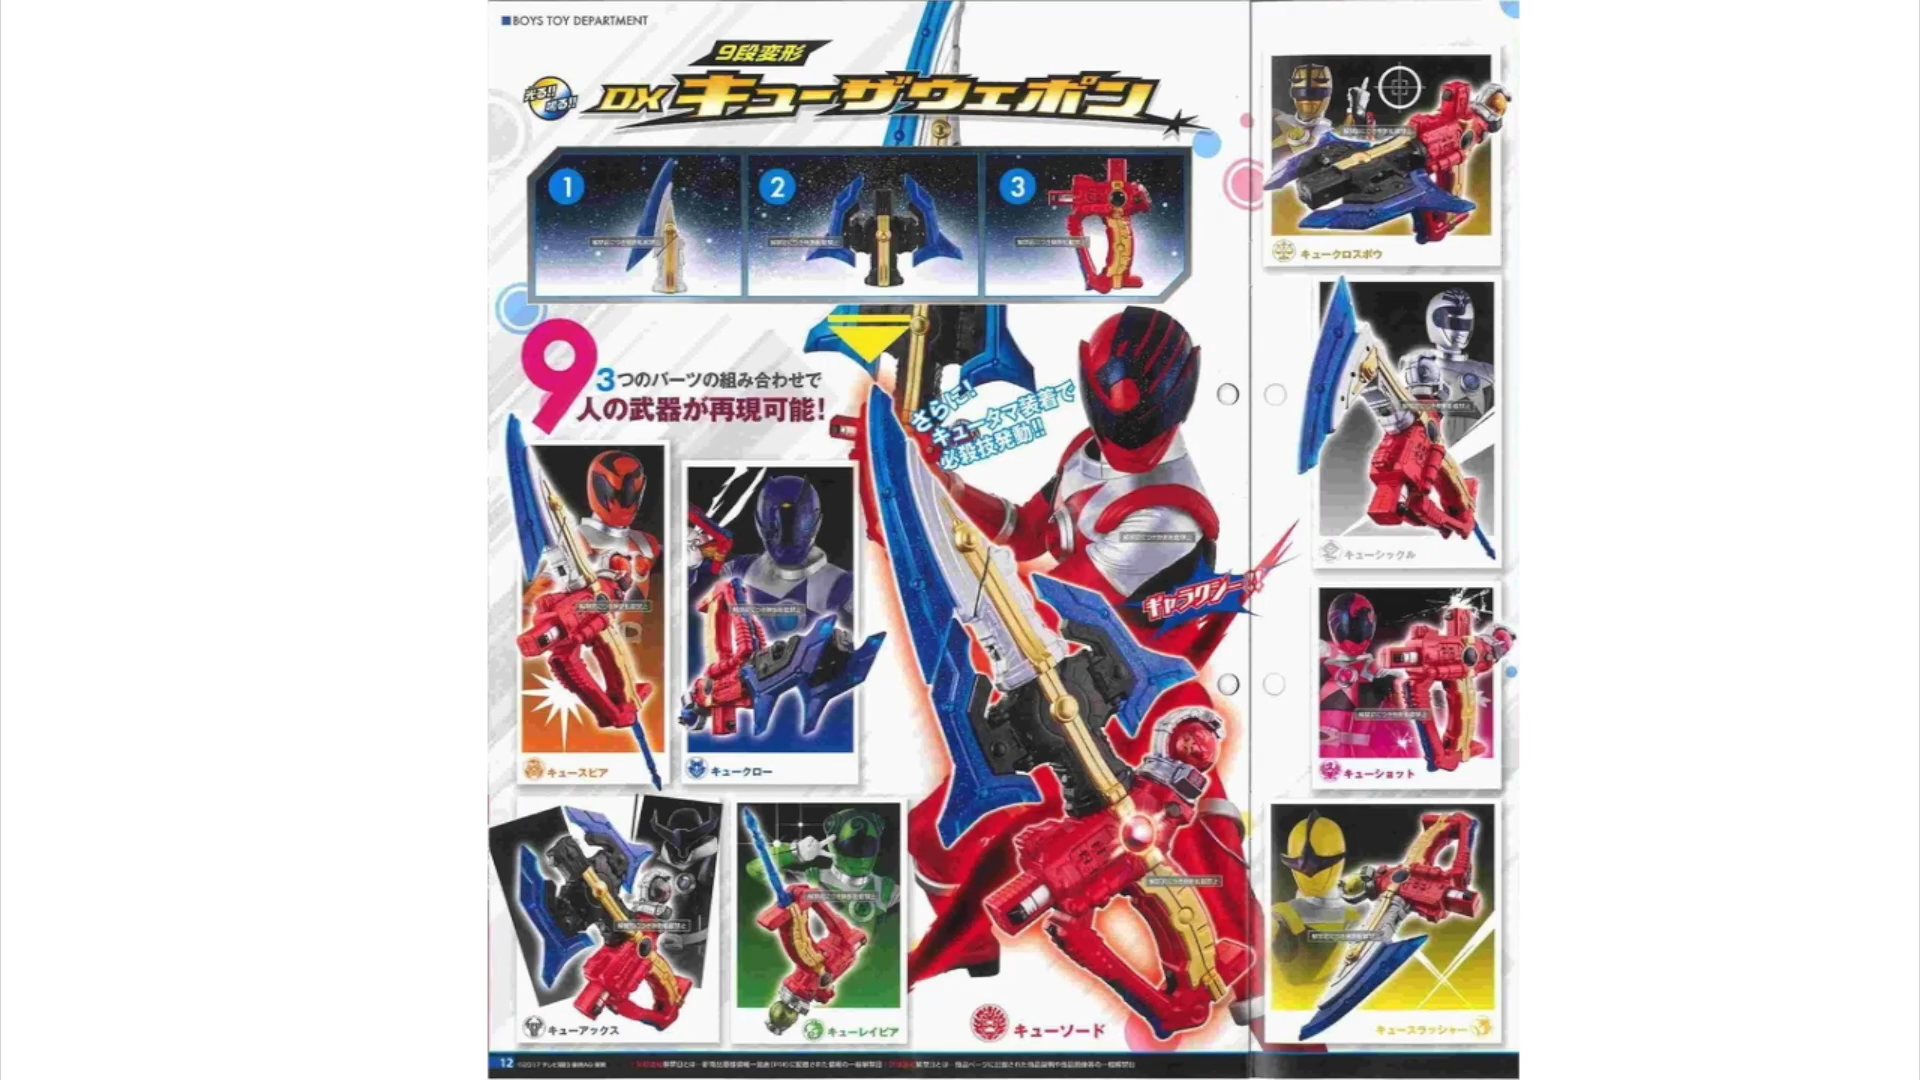 BOYS TOY DEPARTMENT
9段変形
光る!!
鳴る!!
DX キューザウェポン
1
2
3
3つのパーツの組み合わせで
9人の武器が再現可能!
さらに!
キュータマ装着で
必殺技発動!!
ギャラクシー!!
キュースピア
キュークロー
キューアックス
キューレイピア
キューソード
キュークロスボウ
キューシックル
キューショット
キュースラッシャー
12